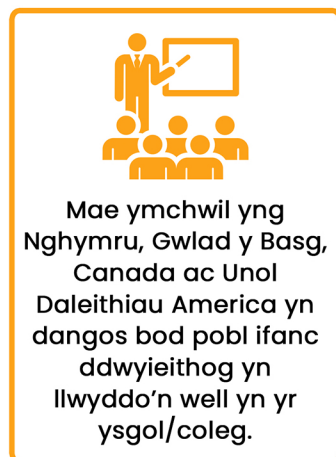 Mae ymchwil yng
Nghymru, Gwlad y Basg,
Canada ac Unol
Daleithiau America yn
dangos bod pobl ifanc
ddwyieithog yn
llwyddo'n well yn yr
ysgol/coleg.